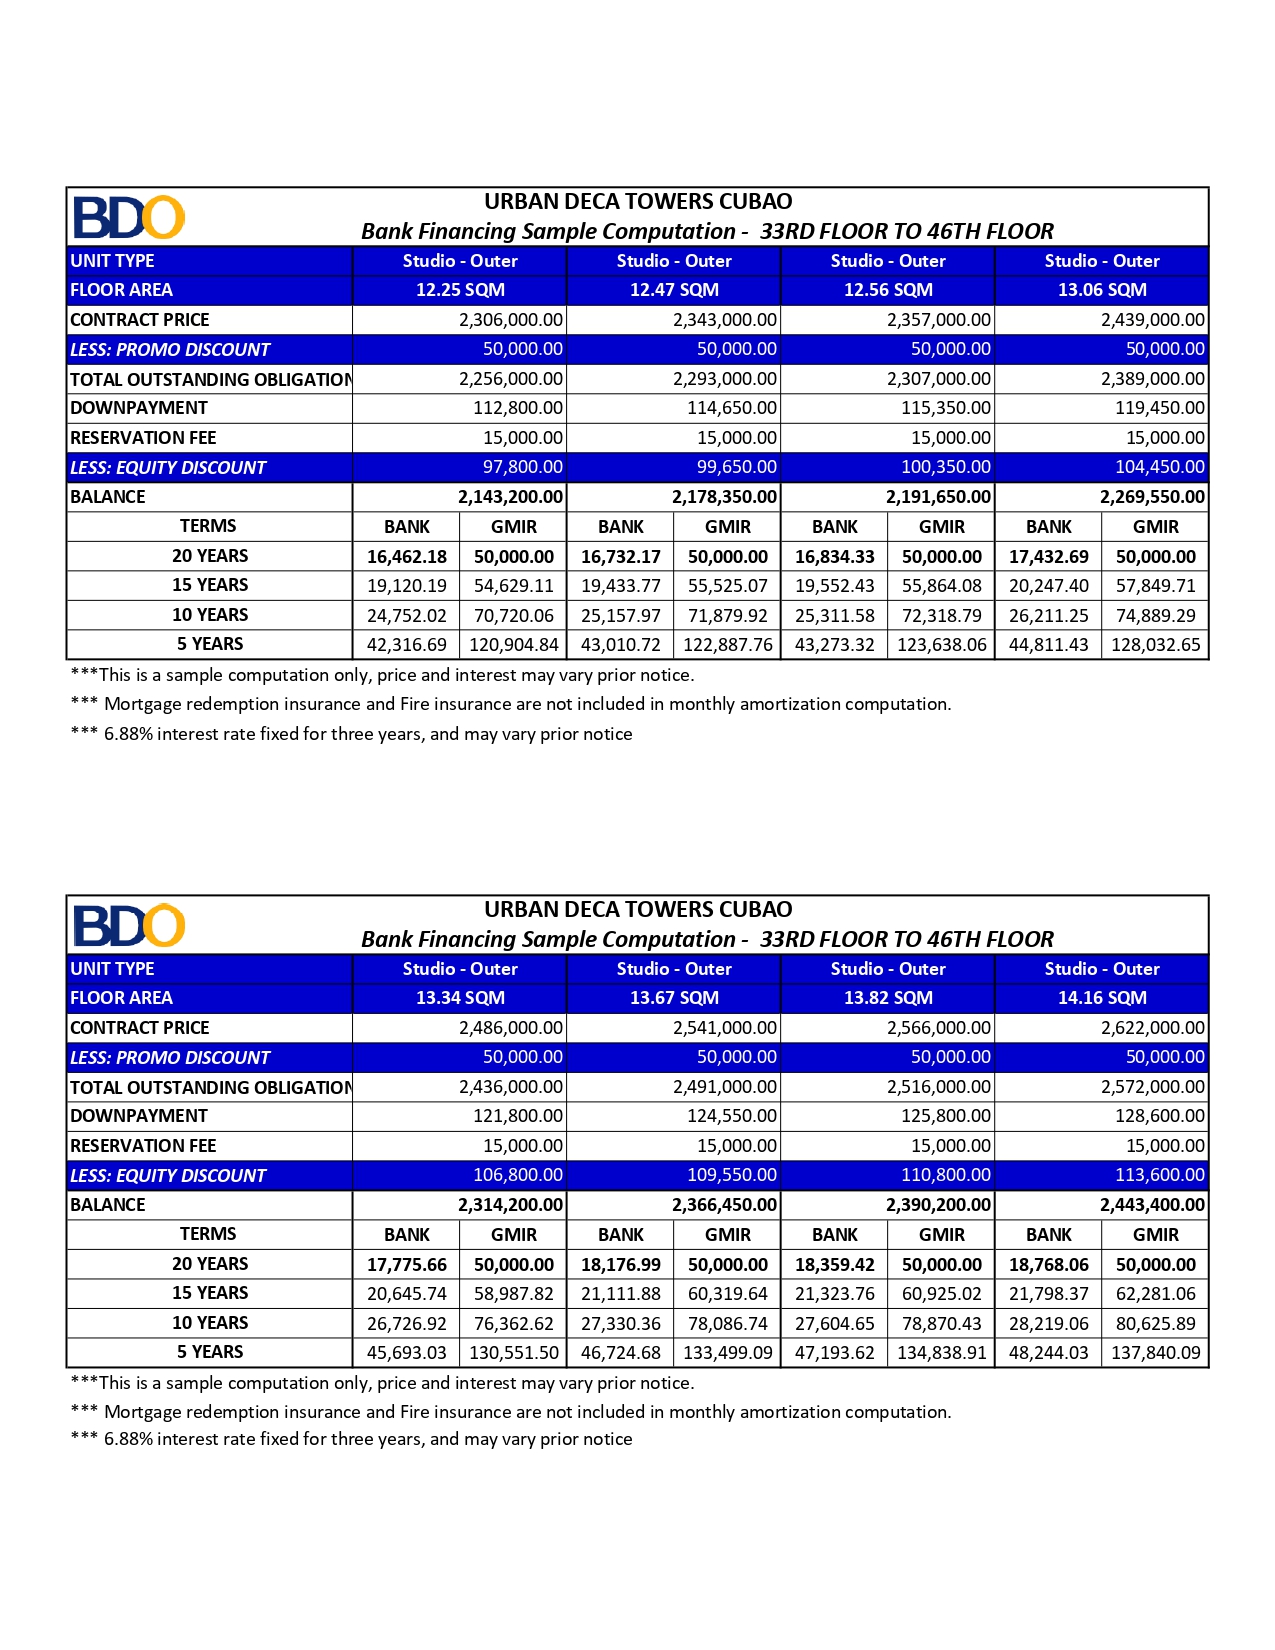 BDO
URBAN DECA TOWERS CUBAO
Bank Financing Sample Computation - 33RD FLOOR TO 46TH FLOOR
UNIT TYPE Studio - Outer Studio - Outer Studio - Outer Studio - Outer
FLOOR AREA 12.25 SQM 12.47 SQM 12.56 SQM 13.06 SQM
CONTRACT PRICE 2,306,000.00 2,343,000.00 2,357,000.00 2,439,000.00
LESS: PROMO DISCOUNT 50,000.00 50,000.00 50,000.00 50,000.00
TOTAL OUTSTANDING OBLIGATION 2,256,000.00 2,293,000.00 2,307,000.00 2,389,000.00
DOWNPAYMENT 112,800.00 114,650.00 115,350.00 119,450.00
RESERVATION FEE 15,000.00 15,000.00 15,000.00 15,000.00
LESS: EQUITY DISCOUNT 97,800.00 99,650.00 100,350.00 104,450.00
BALANCE 2,143,200.00 2,178,350.00 2,191,650.00 2,269,550.00
TERMS BANK GMIR BANK GMIR BANK GMIR BANK GMIR
20 YEARS 16,462.18 50,000.00 16,732.17 50,000.00 16,834.33 50,000.00 17,432.69 50,000.00
15 YEARS 19,120.19 54,629.11 19,433.77 55,525.07 19,552.43 55,864.08 20,247.40 57,849.71
10 YEARS 24,752.02 70,720.06 25,157.97 71,879.92 25,311.58 72,318.79 26,211.25 74,889.29
5 YEARS 42,316.69 120,904.84 43,010.72 122,887.76 43,273.32 123,638.06 44,811.43 128,032.65
***This is a sample computation only, price and interest may vary prior notice.
*** Mortgage redemption insurance and Fire insurance are not included in monthly amortization computation.
*** 6.88% interest rate fixed for three years, and may vary prior notice
BDO
URBAN DECA TOWERS CUBAO
Bank Financing Sample Computation - 33RD FLOOR TO 46TH FLOOR
UNIT TYPE Studio - Outer Studio - Outer Studio - Outer Studio - Outer
FLOOR AREA 13.34 SQM 13.67 SQM 13.82 SQM 14.16 SQM
CONTRACT PRICE 2,486,000.00 2,541,000.00 2,566,000.00 2,622,000.00
LESS: PROMO DISCOUNT 50,000.00 50,000.00 50,000.00 50,000.00
TOTAL OUTSTANDING OBLIGATION 2,436,000.00 2,491,000.00 2,516,000.00 2,572,000.00
DOWNPAYMENT 121,800.00 124,550.00 125,800.00 128,600.00
RESERVATION FEE 15,000.00 15,000.00 15,000.00 15,000.00
LESS: EQUITY DISCOUNT 106,800.00 109,550.00 110,800.00 113,600.00
BALANCE 2,314,200.00 2,366,450.00 2,390,200.00 2,443,400.00
TERMS BANK GMIR BANK GMIR BANK GMIR BANK GMIR
20 YEARS 17,775.66 50,000.00 18,176.99 50,000.00 18,359.42 50,000.00 18,768.06 50,000.00
15 YEARS 20,645.74 58,987.82 21,111.88 60,319.64 21,323.76 60,925.02 21,798.37 62,281.06
10 YEARS 26,726.92 76,362.62 27,330.36 78,086.74 27,604.65 78,870.43 28,219.06 80,625.89
5 YEARS 45,693.03 130,551.50 46,724.68 133,499.09 47,193.62 134,838.91 48,244.03 137,840.09
***This is a sample computation only, price and interest may vary prior notice.
*** Mortgage redemption insurance and Fire insurance are not included in monthly amortization computation.
*** 6.88% interest rate fixed for three years, and may vary prior notice